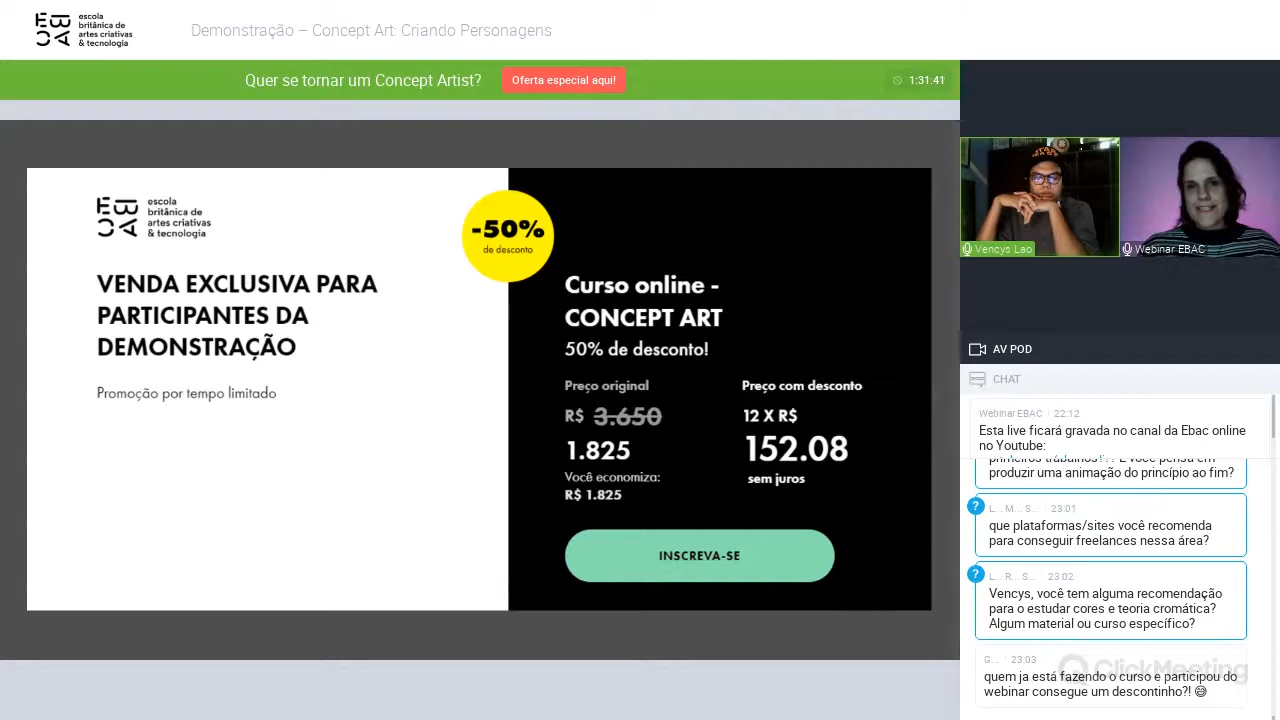 escola
britânica de
artes criativas
& tecnologia
Demonstração – Concept Art: Criando Personagens
Quer se tornar um Concept Artist?
Oferta especial aqui!
1:31:41
EBAC
escola
britânica de
artes criativas
& tecnologia
VENDA EXCLUSIVA PARA
PARTICIPANTES DA
DEMONSTRAÇÃO
Promoção por tempo limitado
-50%
de desconto
Curso online -
CONCEPT ART
50% de desconto!
Preço original
R$ 3.650
1.825
Você economiza:
R$ 1.825
Preço com desconto
12 X R$
152.08
sem juros
INSCREVA-SE
Vencys Lao
Webinar EBAC
AV POD
CHAT
Webinar EBAC 22:12
Esta live ficará gravada no canal da Ebac online
no Youtube:
primeiros trabalhos??? E você pensa em
produzir uma animação do princípio ao fim?
?
L... M... S... 23:01
que plataformas/sites você recomenda
para conseguir freelances nessa área?
?
L... R... S... 23:02
Vencys, você tem alguma recomendação
para o estudar cores e teoria cromática?
Algum material ou curso específico?
G... 23:03
quem ja está fazendo o curso e participou do
webinar consegue um descontinho?! 😅
ClickMeeting